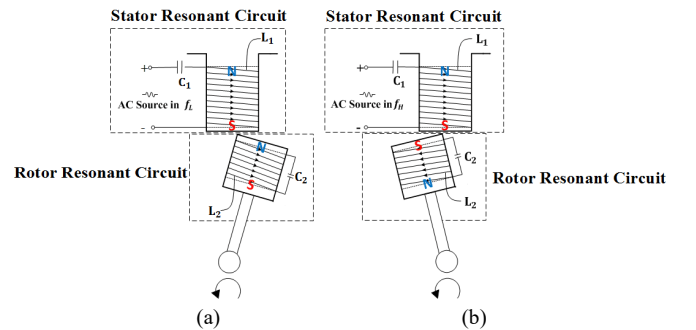 Stator Resonant Circuit
L1
N
+
C1
AC Source in fL
-
S
N
C2
S
L2
Rotor Resonant Circuit
(a)
Stator Resonant Circuit
L1
N
+
C1
AC Source in fH
-
S
S
C2
N
L2
Rotor Resonant Circuit
(b)